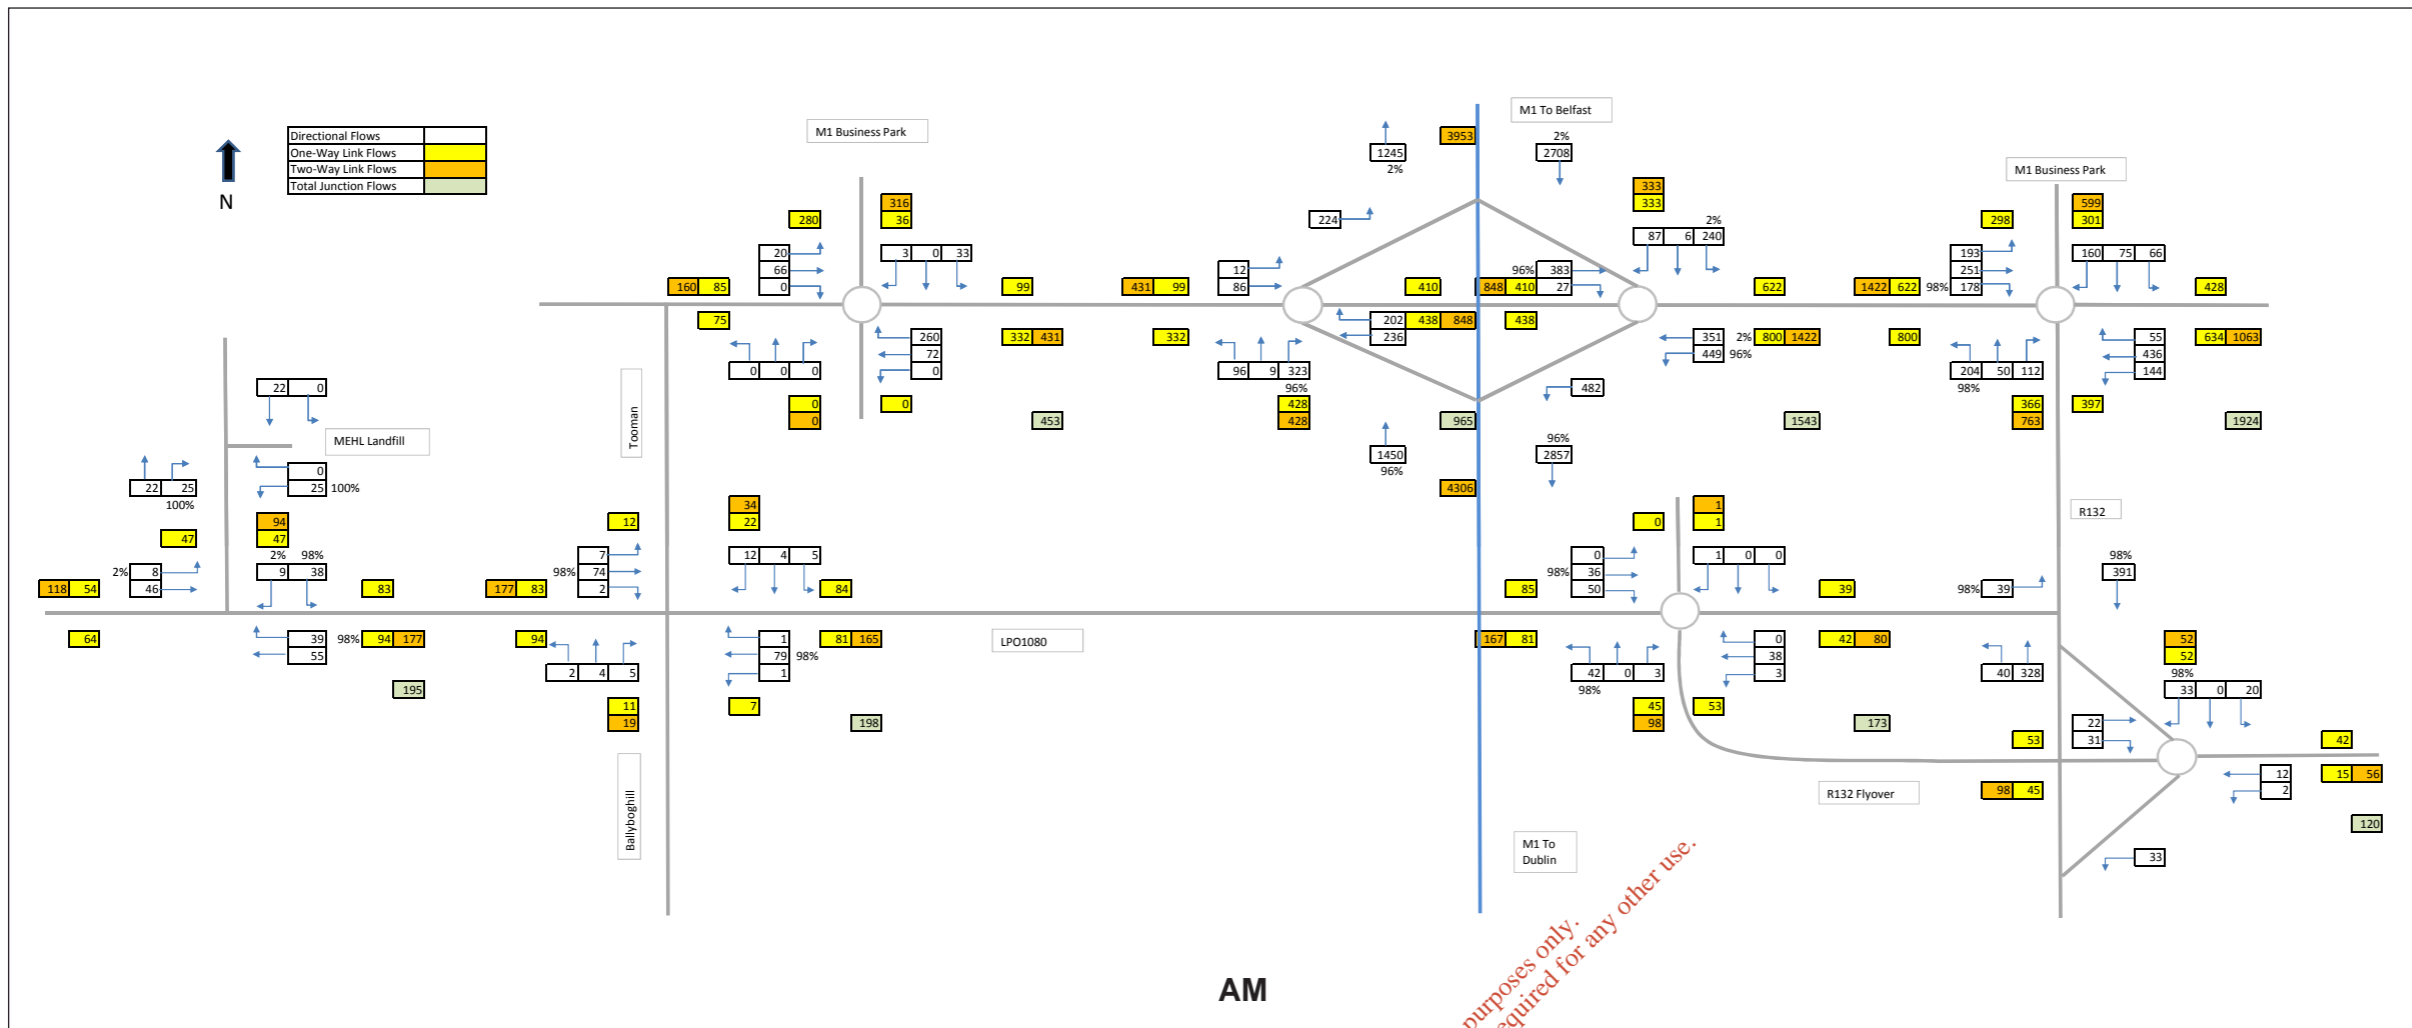 M1 To Belfast
3953
2%
1245
2708
2%
M1 Business Park
Directional Flows
One-Way Link Flows
Two-Way Link Flows
Total Junction Flows
N
M1 Business Park
316
280 36
20 3 0 33
66
0
160 85
99
75
260
72
0
0 0 0
332 431
0 0
0
453
224
12
86
431 99
410
332
202 438 848
236
96 9 323
96%
428
428
965
1450
96%
4306
848 410
96% 383
27
438
333
333
2%
87 6 240
622
351 2% 800 1422
449 96%
482
96%
2857
1543
599
298 301
193 160 75 66
251
98% 178
1422 622
428
800
55
436
144
634 1063
204 50 112
98%
366 397
763
1924
22 0
MEHL Landfill
Tooman
0
22 25 25 100%
100%
94
47 47
2% 98%
2% 8 9 38
46
118 54
83
64
39 98% 94 177
55
195
34
12 22
7 12 4 5
98% 74
2
177 83
84
94
1 81 165
79 98%
1
2 4 5
11 7
19
198
LPO1080
Ballyboghill
1
0 1
0 1 0 0
98% 36
50
85
39
167 81
0 42 80
38
3
42 0 3
98%
45 53
98
173
R132
98%
391
98% 39
40 328
52
52
98%
33 0 20
22
31
53
42
R132 Flyover
98 45
12 15 56
2
120
33
M1 To
Dublin
AM
purposes only.
equired for any other use.